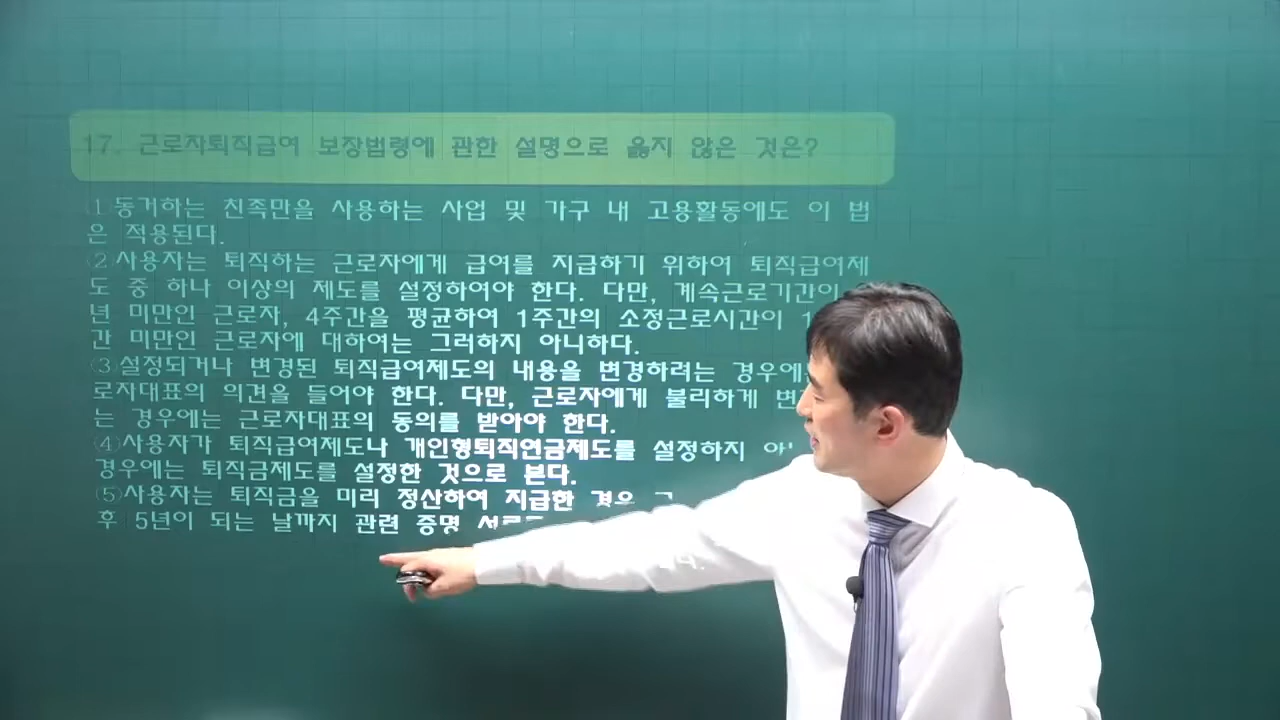 17. 근로자퇴직급여 보장법령에 관한 설명으로 옳지 않은 것은?
(1)동거하는 친족만을 사용하는 사업 및 가구 내 고용활동에도 이 법
은 적용된다.
(2)사용자는 퇴직하는 근로자에게 급여를 지급하기 위하여 퇴직급여제
도 중 하나 이상의 제도를 설정하여야 한다. 다만, 계속근로기간이
년 미만인 근로자, 4주간을 평균하여 1주간의 소정근로시간이
간 미만인 근로자에 대하여는 그러하지 아니하다.
(3)설정되거나 변경된 퇴직급여제도의 내용을 변경하려는 경우에
로자대표의 의견을 들어야 한다. 다만, 근로자에게 불리하게
는 경우에는 근로자대표의 동의를 받아야 한다.
(4)사용자가 퇴직급여제도나 개인형퇴직연금제도를 설정하지
경우에는 퇴직금제도를 설정한 것으로 본다.
(5)사용자는 퇴직금을 미리 정산하여 지급한 경우
후 5년이 되는 날까지 관련 증명